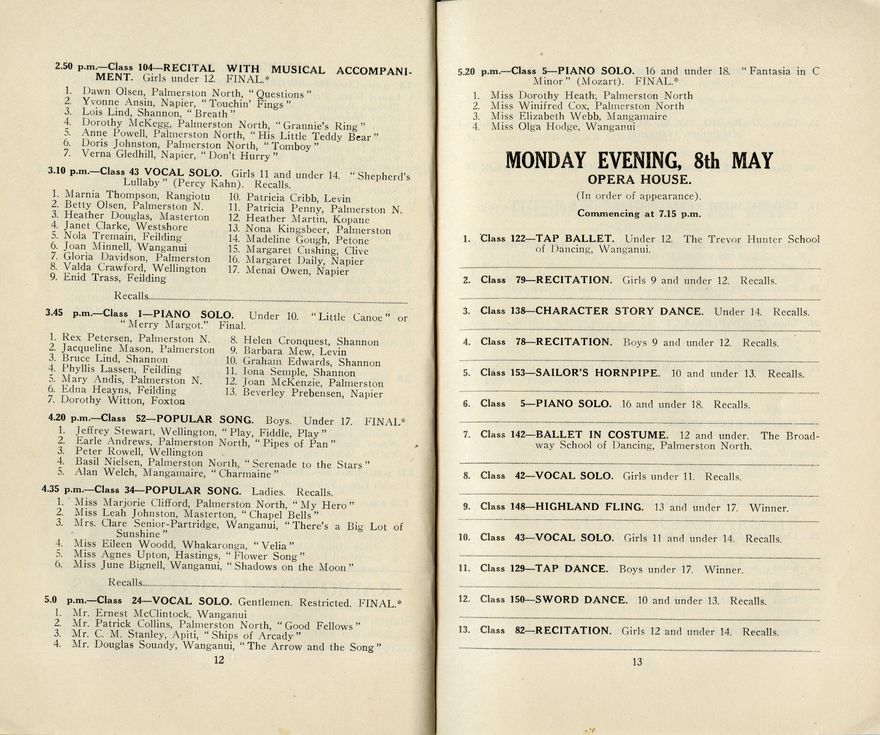 2.50 p.m.—Class 104—RECITAL WITH MUSICAL ACCOMPANI-
MENT. Girls under 12. FINAL.*
1. Dawn Olsen, Palmerston North, "Questions"
2. Yvonne Ansin, Napier, "Touchin' Fings"
3. Lois Lind, Shannon, "Breath"
4. Dorothy McKegg, Palmerston North, "Grannie's Ring"
5. Anne Powell, Palmerston North, "His Little Teddy Bear"
6. Doris Johnston, Palmerston North, "Tomboy"
7. Verna Gledhill, Napier, "Don't Hurry"
3.10 p.m.—Class 43 VOCAL SOLO. Girls 11 and under 14. "Shepherd's
Lullaby" (Percy Kahn). Recalls.
1. Marnia Thompson, Rangiotu
2. Betty Olsen, Palmerston N.
3. Heather Douglas, Masterton
4. Janet Clarke, Westshore
5. Nola Tremain, Feilding
6. Joan Minnell, Wanganui
7. Gloria Davidson, Palmerston
8. Valda Crawford, Wellington
9. Enid Trass, Feilding
10. Patricia Cribb, Levin
11. Patricia Penny, Palmerston N.
12. Heather Martin, Kopane
13. Nona Kingsbeer, Palmerston
14. Madeline Gough, Petone
15. Margaret Cushing, Clive
16. Margaret Daily, Napier
17. Menai Owen, Napier
Recalls
3.45 p.m.—Class 1—PIANO SOLO. Under 10. "Little Canoe" or
"Merry Margot." Final.
1. Rex Petersen, Palmerston N.
2. Jacqueline Mason, Palmerston
3. Bruce Lind, Shannon
4. Phyllis Lassen, Feilding
5. Mary Andis, Palmerston N.
6. Edna Heayns, Feilding
7. Dorothy Witton, Foxton
8. Helen Cronquest, Shannon
9. Barbara Mew, Levin
10. Graham Edwards, Shannon
11. Iona Semple, Shannon
12. Joan McKenzie, Palmerston
13. Beverley Prebensen, Napier
4.20 p.m.—Class 52—POPULAR SONG. Boys. Under 17. FINAL*
1. Jeffrey Stewart, Wellington, "Play, Fiddle, Play"
2. Earle Andrews, Palmerston North, "Pipes of Pan"
3. Peter Rowell, Wellington
4. Basil Nielsen, Palmerston North, "Serenade to the Stars"
5. Alan Welch, Mangamaire, "Charmaine"
4.35 p.m.—Class 34—POPULAR SONG. Ladies. Recalls.
1. Miss Marjorie Clifford, Palmerston North, "My Hero"
2. Miss Leah Johnston, Masterton, "Chapel Bells"
3. Mrs. Clare Senior-Partridge, Wanganui, "There's a Big Lot of
Sunshine"
4. Miss Eileen Woodd, Whakaronga, "Velia"
5. Miss Agnes Upton, Hastings, "Flower Song"
6. Miss June Bignell, Wanganui, "Shadows on the Moon"
Recalls
5.0 p.m.—Class 24—VOCAL SOLO. Gentlemen. Restricted. FINAL.*
1. Mr. Ernest McClintock, Wanganui
2. Mr. Patrick Collins, Palmerston North, "Good Fellows"
3. Mr. C. M. Stanley, Apiti, "Ships of Arcady"
4. Mr. Douglas Soundy, Wanganui, "The Arrow and the Song"
12
5.20 p.m.—Class 5—PIANO SOLO. 16 and under 18. "Fantasia in C
Minor" (Mozart). FINAL.*
1. Miss Dorothy Heath, Palmerston North
2. Miss Winifred Cox, Palmerston North
3. Miss Elizabeth Webb, Mangamaire
4. Miss Olga Hodge, Wanganui
MONDAY EVENING, 8th MAY
OPERA HOUSE.
(In order of appearance).
Commencing at 7.15 p.m.
1. Class 122—TAP BALLET. Under 12. The Trevor Hunter School
of Dancing, Wanganui.
2. Class 79—RECITATION. Girls 9 and under 12. Recalls.
3. Class 138—CHARACTER STORY DANCE. Under 14. Recalls.
4. Class 78—RECITATION. Boys 9 and under 12. Recalls.
5. Class 153—SAILOR'S HORNPIPE. 10 and under 13. Recalls.
6 Class 5—PIANO SOLO. 16 and under 18. Recalls.
7. Class 142—BALLET IN COSTUME. 12 and under. The Broad-
way School of Dancing, Palmerston North.
8. Class 42—VOCAL SOLO. Girls under 11. Recalls.
9. Class 148—HIGHLAND FLING. 13 and under 17. Winner.
10. Class 43—VOCAL SOLO. Girls 11 and under 14. Recalls.
11. Class 129—TAP DANCE. Boys under 17. Winner.
12. Class 150—SWORD DANCE. 10 and under 13. Recalls.
13. Class 82—RECITATION. Girls 12 and under 14. Recalls.
13